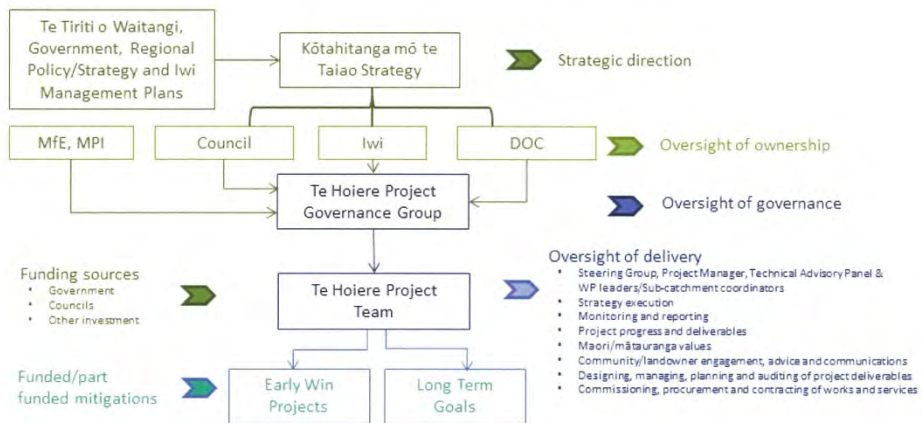 Te Tiriti o Waitangi,
Government, Regional
Policy/Strategy and Iwi
Management Plans
Kōtahitanga mō te
Taiao Strategy
Strategic direction
MfE, MPI
Council
Iwi
DOC
Oversight of ownership
Te Hoiere Project
Governance Group
Oversight of governance
Funding sources
• Government
• Councils
• Other investment
Te Hoiere Project
Team
Oversight of delivery
• Steering Group, Project Manager, Technical Advisory Panel &
WP leaders/Sub-catchment coordinators
• Strategy execution
• Monitoring and reporting
• Project progress and deliverables
• Maori/mātauranga values
• Community/landowner engagement, advice and communications
• Designing, managing, planning and auditing of project deliverables
• Commissioning, procurement and contracting of works and services
Funded/part
funded mitigations
Early Win
Projects
Long Term
Goals